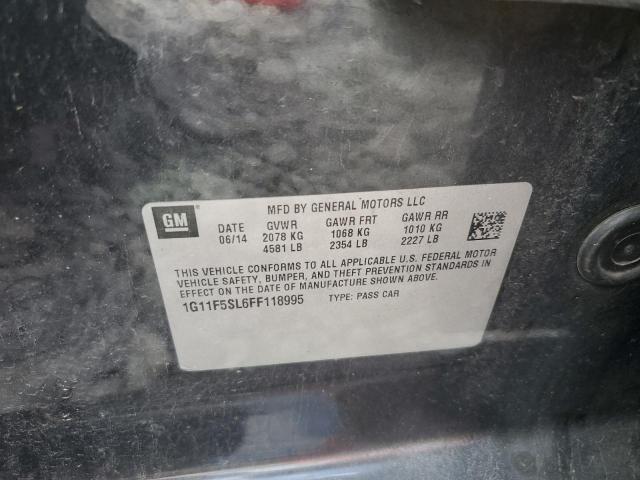 GM
MFD BY GENERAL MOTORS LLC
DATE GVWR GAWR FRT GAWR RR
06/14 2078 KG 1068 KG 1010 KG
4581 LB 2354 LB 2227 LB
THIS VEHICLE CONFORMS TO ALL APPLICABLE U.S. FEDERAL MOTOR
VEHICLE SAFETY, BUMPER, AND THEFT PREVENTION STANDARDS IN
EFFECT ON THE DATE OF MANUFACTURE SHOWN ABOVE.
1G11F5SL6FF118995 TYPE: PASS CAR